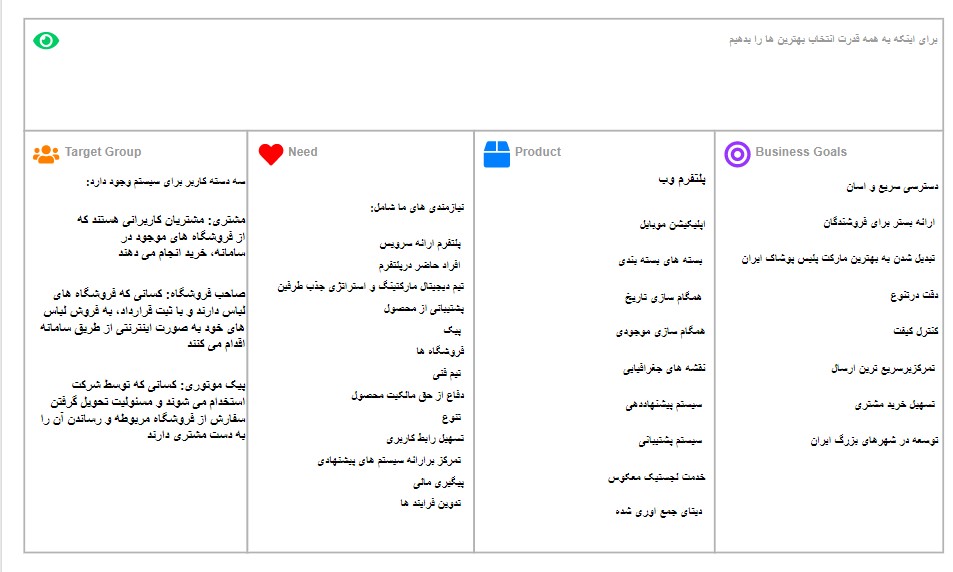 برای اینکه به همه قدرت انتخاب بهترین ها را بدهیم
Target Group
سه دسته کاربر برای سیستم وجود دارد:
مشتری: مشتریان کاربرانی هستند که
از فروشگاه های موجود در
سامانه، خرید انجام می دهند
صاحب فروشگاه: کسانی که فروشگاه های
لباس دارند و با ثبت قرارداد، به فروش لباس
های خود به صورت اینترنتی از طریق سامانه
اقدام می کنند
پیک موتوری: کسانی که توسط شرکت
استخدام می شوند و مسئولیت تحویل گرفتن
سفارش از فروشگاه مربوطه و رساندن آن را
به دست مشتری دارند
Need
نیازمندی های ما شامل:
پلتفرم ارائه سرویس
افراد حاضر درپلتفرم
تیم دیجیتال مارکتینگ و استراتژی جذب طرفین
پشتیبانی از محصول
پیک
فروشگاه ها
تیم فنی
دفاع از حق مالکیت محصول
تنوع
تسهیل رابط کاربری
تمرکز برارائه سیستم های پیشنهادی
پیگیری مالی
تدوین فرایند ها
Product
پلتفرم وب
اپلیکیشن موبایل
بسته های بسته بندی
همگام سازی تاریخ
همگام سازی موجودی
نقشه های جغرافیایی
سیستم پیشنهاددهی
سیستم پشتیبانی
خدمت لجستیک معکوس
دیتای جمع اوری شده
Business Goals
دسترسی سریع و اسان
ارائه بستر برای فروشندگان
تبدیل شدن به بهترین مارکت پلیس پوشاک ایران
دقت درتنوع
کنترل کیفت
تمرکزبرسریع ترین ارسال
تسهیل خرید مشتری
توسعه در شهرهای بزرگ ایران